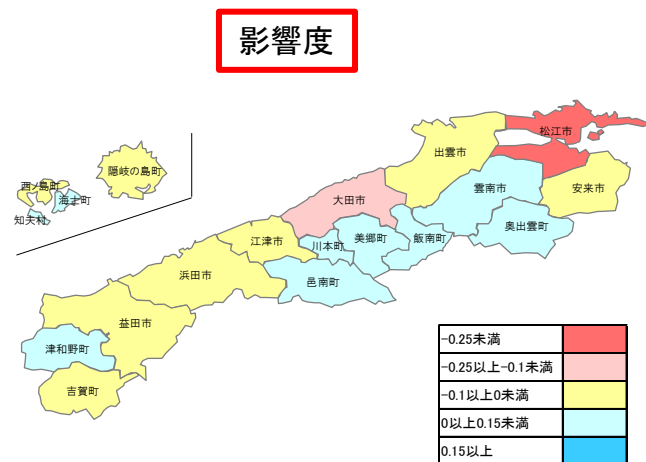 影響度
松江市
出雲市
隠岐の島町
西ノ島町
海士町
知夫村
安来市
雲南市
大田市
奥出雲町
飯南町
美郷町
川本町
江津市
邑南町
浜田市
益田市
津和野町
吉賀町
-0.25未満
-0.25以上-0.1未満
-0.1以上0未満
0以上0.15未満
0.15以上